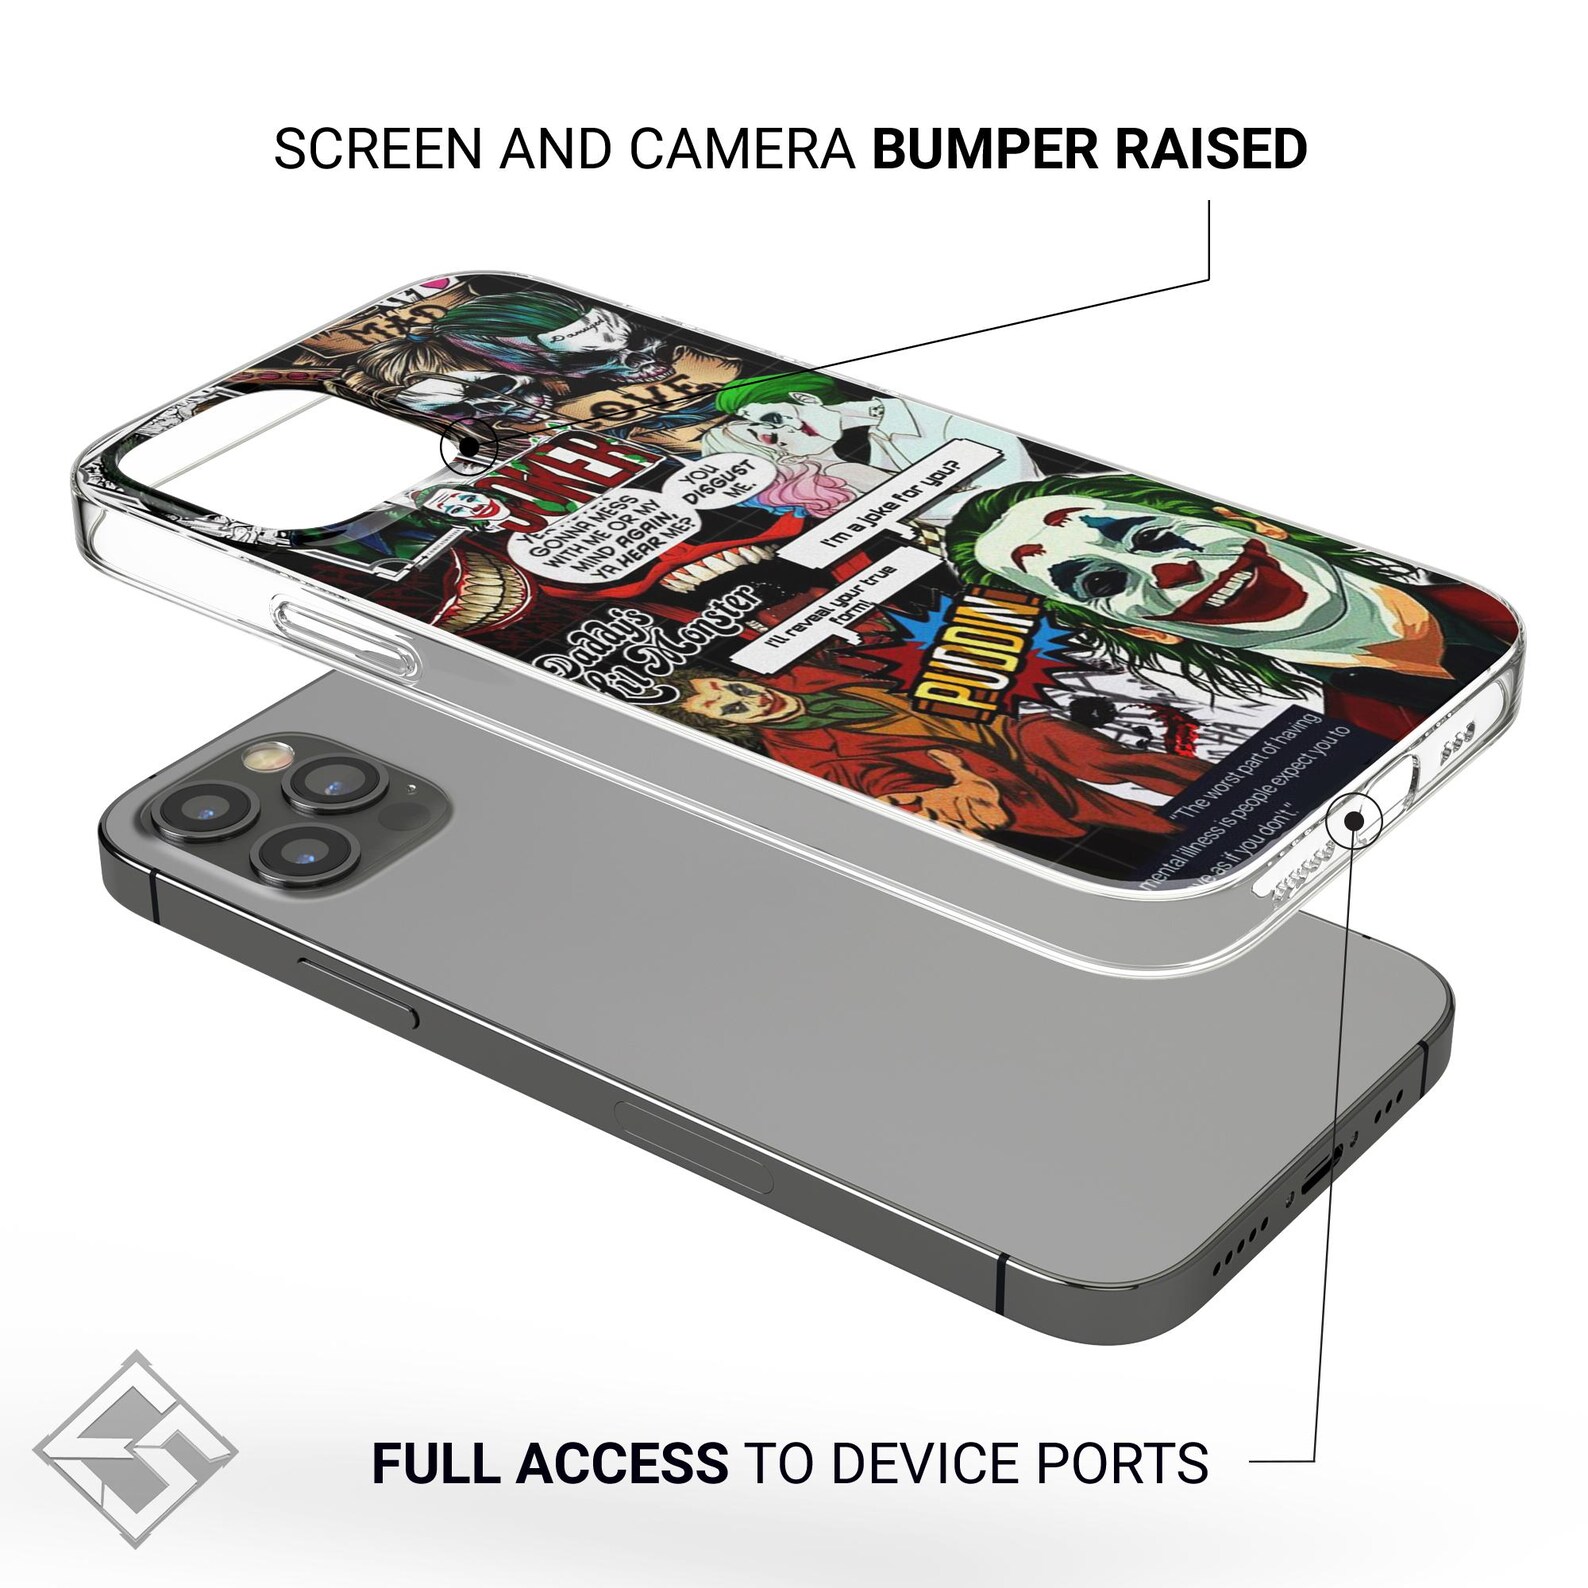 SCREEN AND CAMERA BUMPER RAISED
MAD
LOVE
JOKER
GONNA MESS
WITH ME OR MY
MIND AGAIN,
YA HEAR ME?
YOU
DISGUST
ME.
I'm a joke for you?
I'll reveal your true
form!
Daddy's
Lil Monster
PUDDIN
"The worst part of having
mental illness is people expect you to
as if you don't."
FULL ACCESS TO DEVICE PORTS